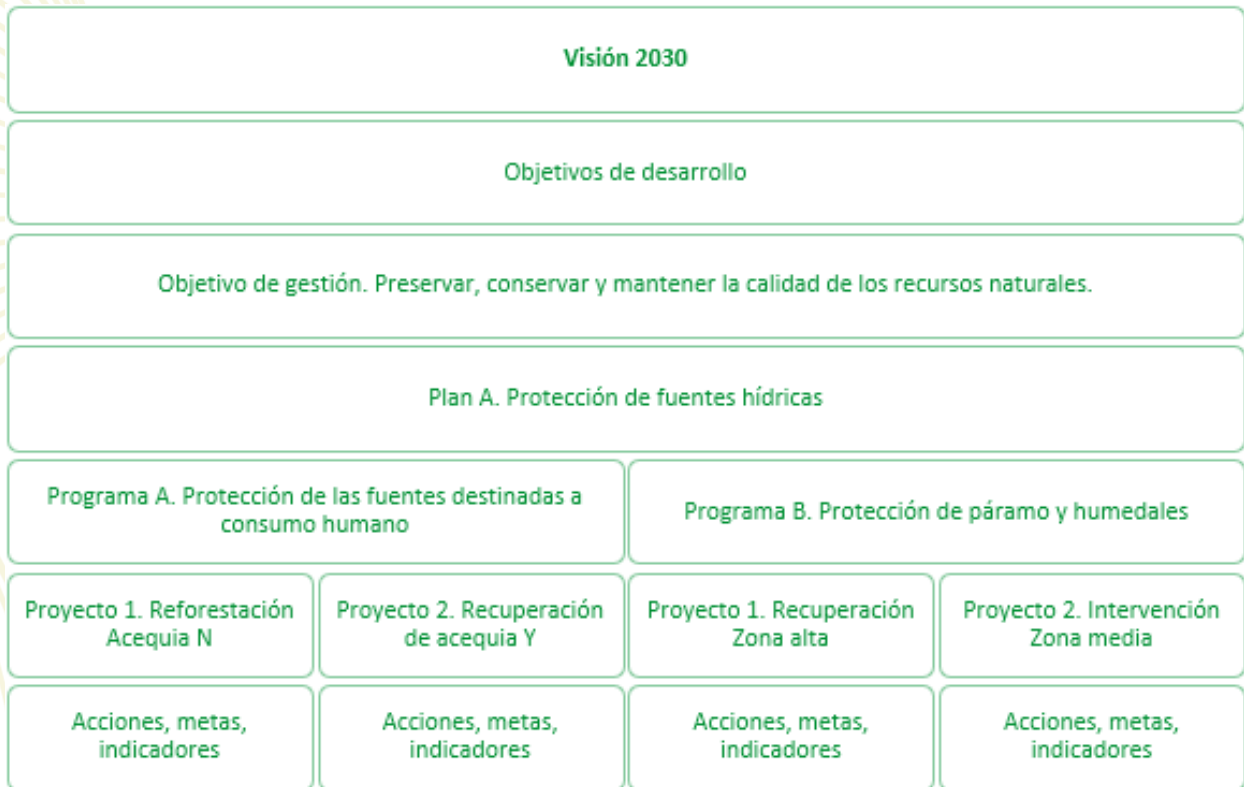 Visión 2030
Objetivos de desarrollo
Objetivo de gestión. Preservar, conservar y mantener la calidad de los recursos naturales.
Plan A. Protección de fuentes hídricas
Programa A. Protección de las fuentes destinadas a
consumo humano
Programa B. Protección de páramo y humedales
Proyecto 1. Reforestación
Acequia N
Proyecto 2. Recuperación
de acequia Y
Proyecto 1. Recuperación
Zona alta
Proyecto 2. Intervención
Zona media
Acciones, metas,
indicadores
Acciones, metas,
indicadores
Acciones, metas,
indicadores
Acciones, metas,
indicadores